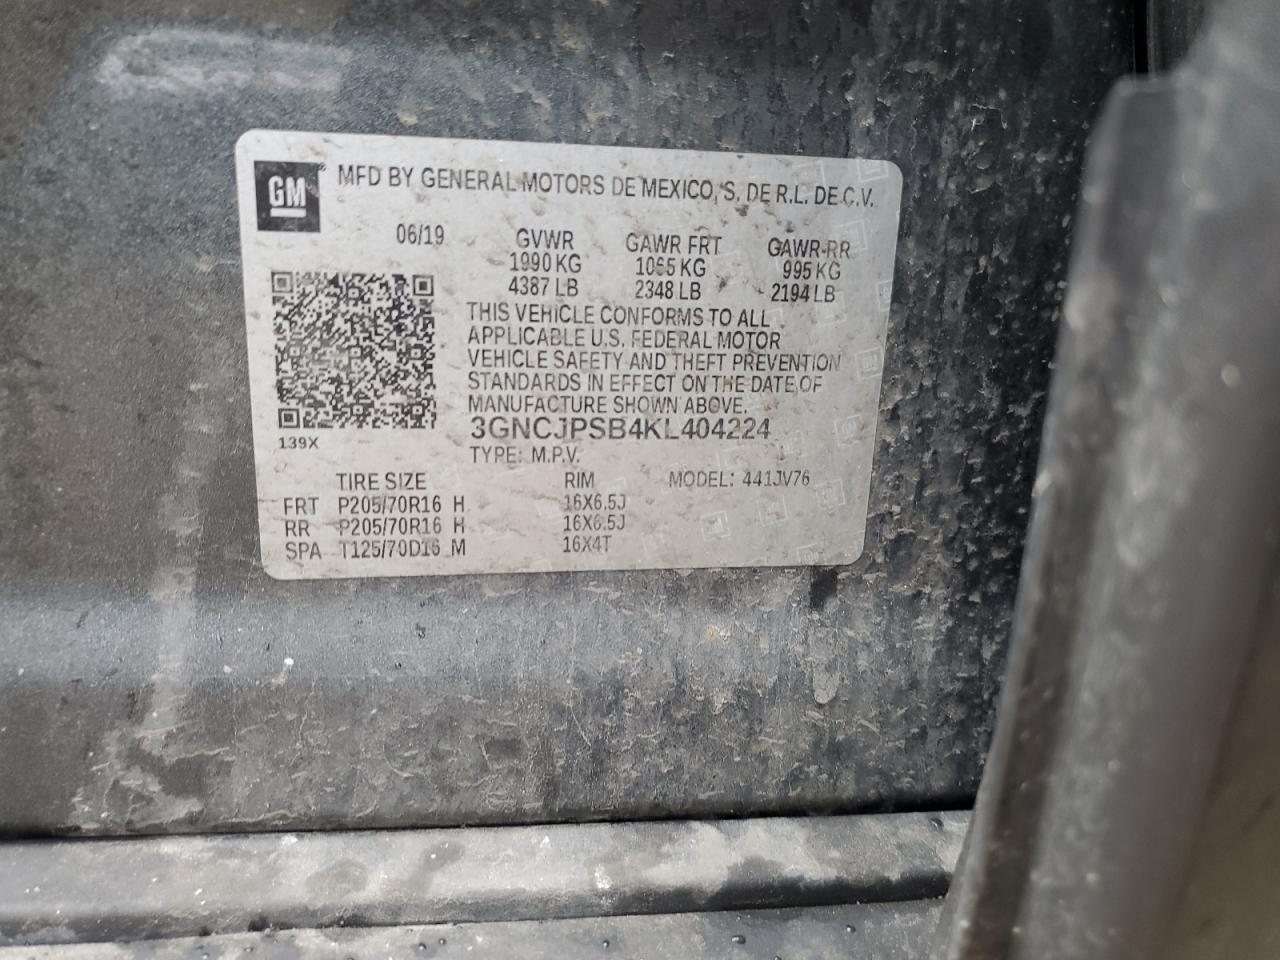 GM
MFD BY GENERAL MOTORS DE MEXICO, S. DE R.L. DE C.V.
06/19 GVWR GAWR FRT GAWR RR
1990 KG 1065 KG 995 KG
4387 LB 2348 LB 2194 LB
THIS VEHICLE CONFORMS TO ALL
APPLICABLE U.S. FEDERAL MOTOR
VEHICLE SAFETY AND THEFT PREVENTION
STANDARDS IN EFFECT ON THE DATE OF
MANUFACTURE SHOWN ABOVE.
3GNCJPSB4KL404224
139X
TYPE: M.P.V.
TIRE SIZE RIM MODEL: 441JV76
FRT P205/70R16 H 16X6.5J
RR P205/70R16 H 16X6.5J
SPA T125/70D16 M 16X4T